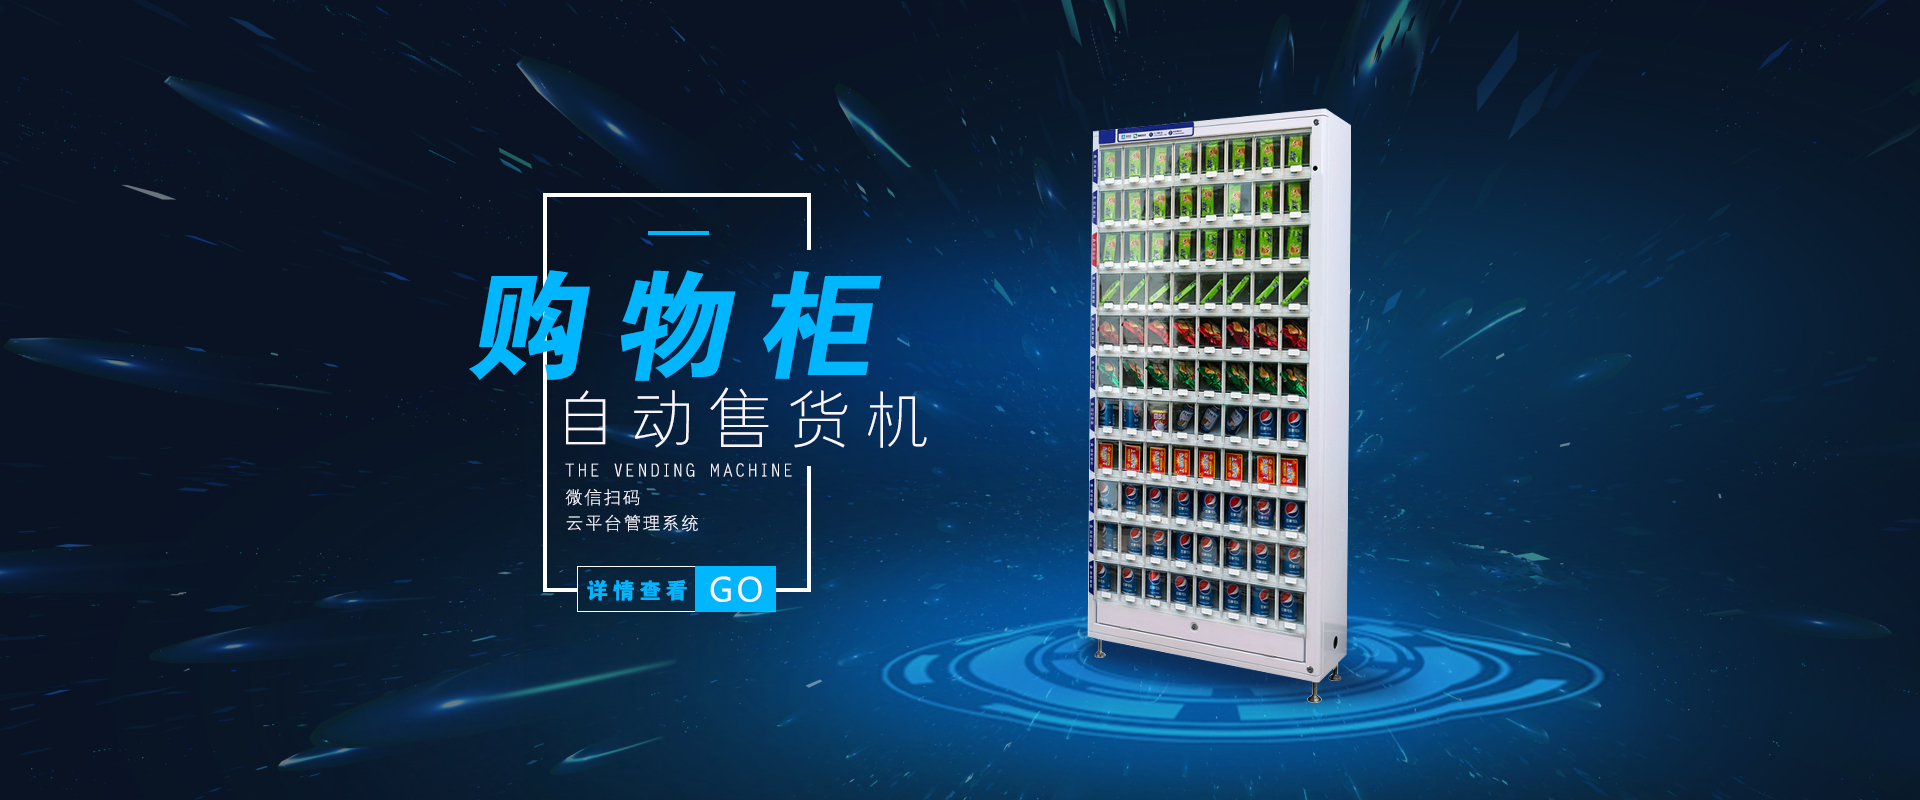 购物柜
自动售货机
THE VENDING MACHINE
微信扫码
云平台管理系统
详情查看 GO